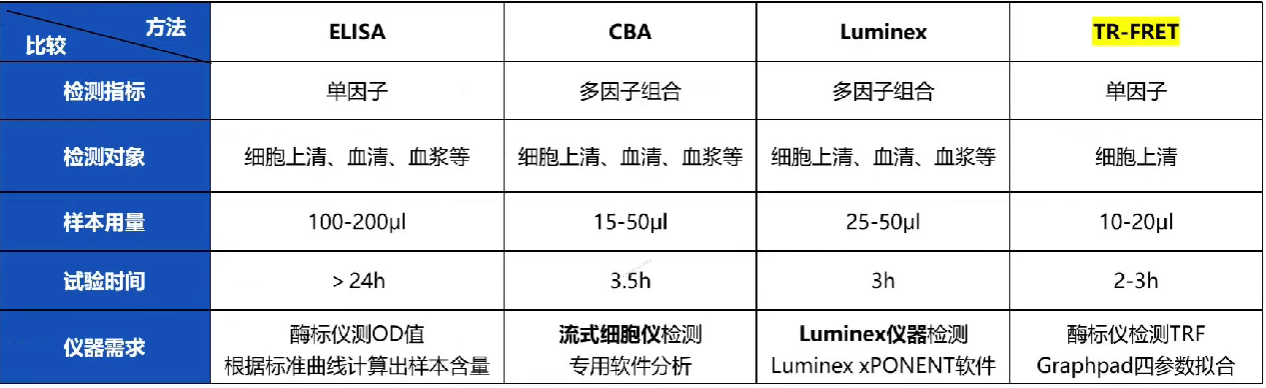 方法
比较
ELISA
CBA
Luminex
TR-FRET
检测指标
单因子
多因子组合
多因子组合
单因子
检测对象
细胞上清、血清、血浆等
细胞上清、血清、血浆等
细胞上清、血清、血浆等
细胞上清
样本用量
100-200μl
15-50μl
25-50μl
10-20μl
试验时间
＞24h
3.5h
3h
2-3h
仪器需求
酶标仪测OD值
根据标准曲线计算出样本含量
流式细胞仪检测
专用软件分析
Luminex仪器检测
Luminex xPONENT软件
酶标仪检测TRF
Graphpad四参数拟合